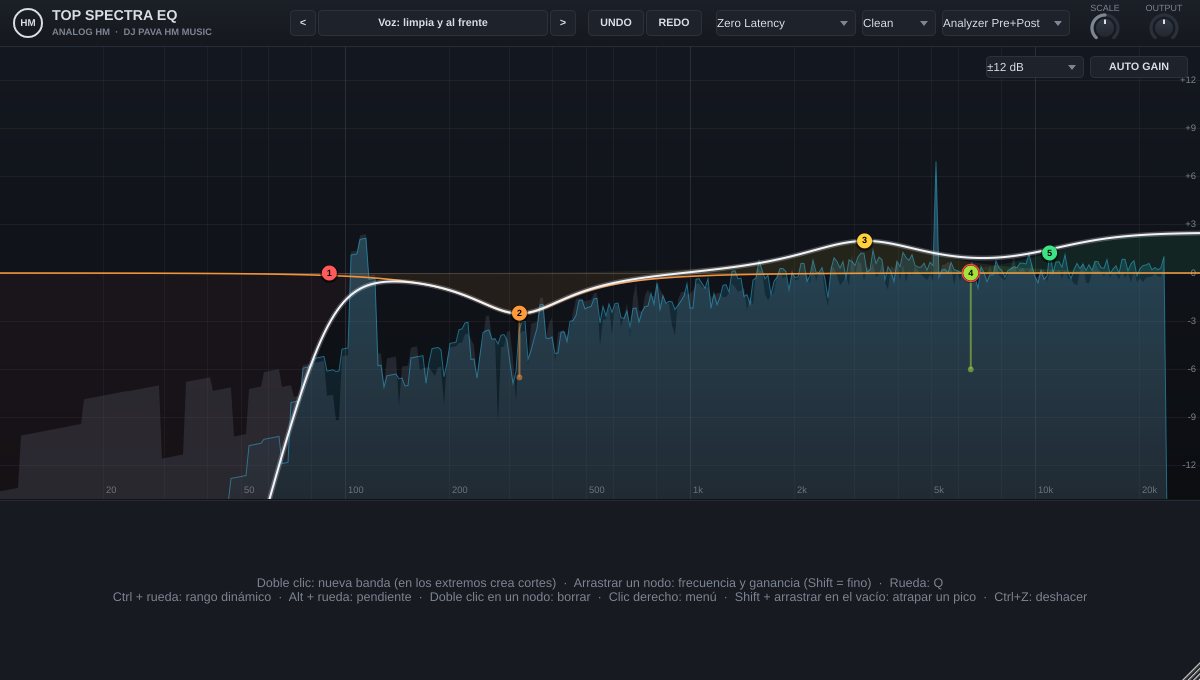 HM
TOP SPECTRA EQ
ANALOG HM · DJ PAVA HM MUSIC
< Voz: limpia y al frente >
UNDO REDO
Zero Latency
Clean
Analyzer Pre+Post
SCALE OUTPUT
±12 dB
AUTO GAIN
+12
+9
+6
+3
0
-3
-6
-9
-12
1
2
3
4
5
20 50 100 200 500 1k 2k 5k 10k 20k
Doble clic: nueva banda (en los extremos crea cortes) · Arrastrar un nodo: frecuencia y ganancia (Shift = fino) · Rueda: Q
Ctrl + rueda: rango dinámico · Alt + rueda: pendiente · Doble clic en un nodo: borrar · Clic derecho: menú · Shift + arrastrar en el vacío: atrapar un pico · Ctrl+Z: deshacer